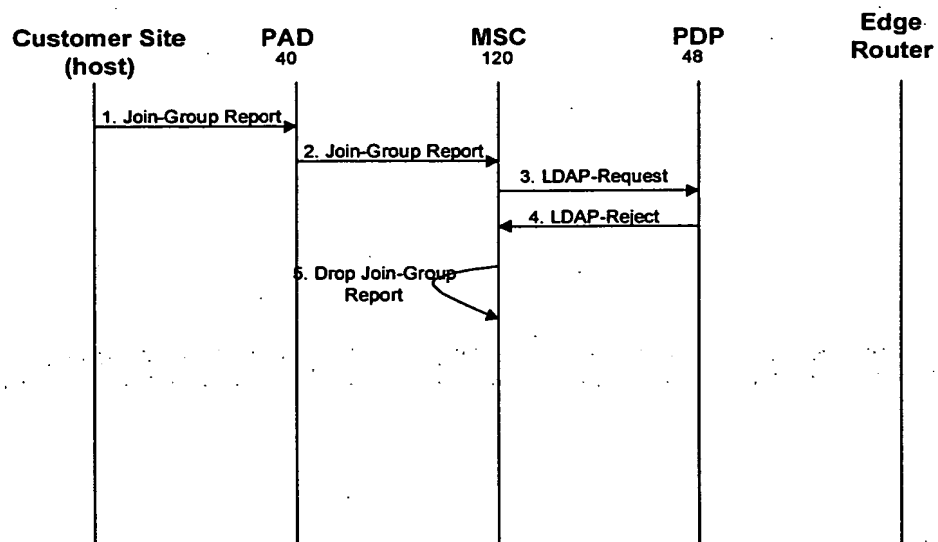 Customer Site
(host)
PAD
40
MSC
120
PDP
48
Edge
Router
1. Join-Group Report
2. Join-Group Report
3. LDAP-Request
4. LDAP-Reject
5. Drop Join-Group
Report